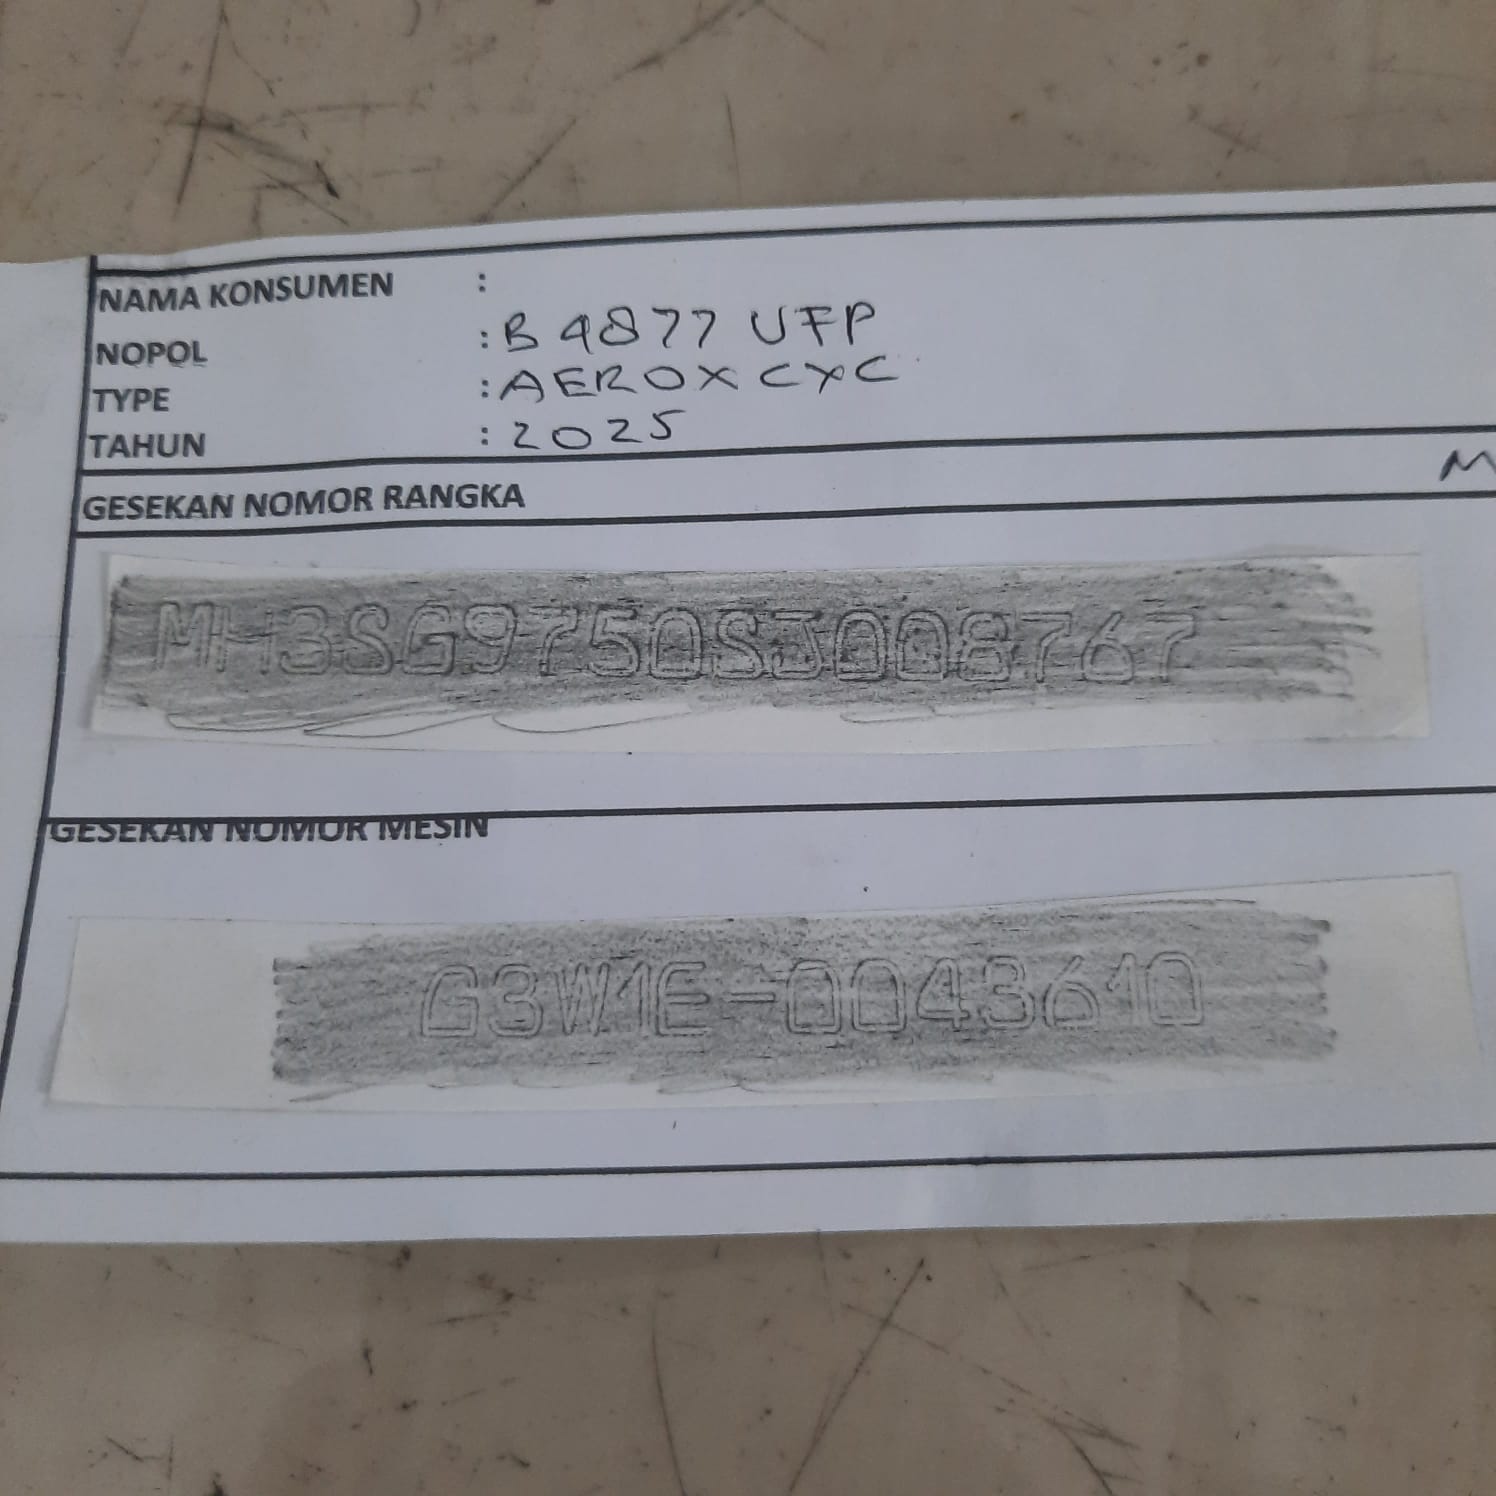 NAMA KONSUMEN :
NOPOL : B 4877 UFP
TYPE : AEROX CYC
TAHUN : 2025
GESEKAN NOMOR RANGKA M
MH3SG9750SJ008767
GESEKAN NOMOR MESIN
G3W1E-0043610